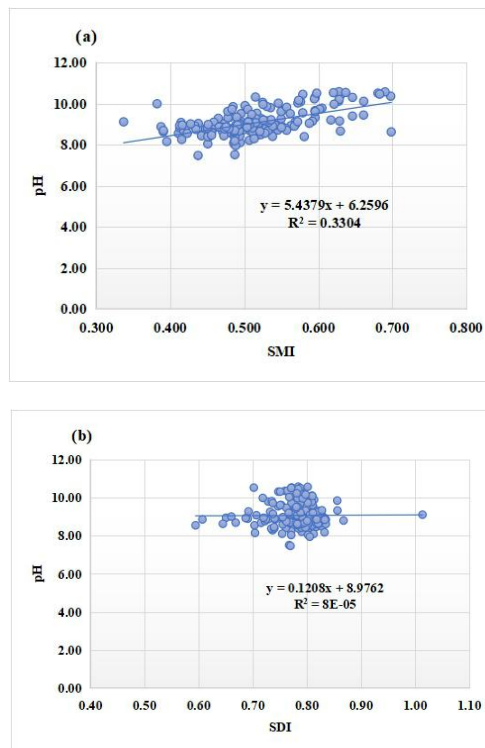 (a)
12.00
10.00
8.00
6.00
4.00
2.00
0.00
pH
y = 5.4379x + 6.2596
R² = 0.3304
0.300 0.400 0.500 0.600 0.700 0.800
SMI
(b)
12.00
10.00
8.00
6.00
4.00
2.00
0.00
pH
y = 0.1208x + 8.9762
R² = 8E-05
0.40 0.50 0.60 0.70 0.80 0.90 1.00 1.10
SDI